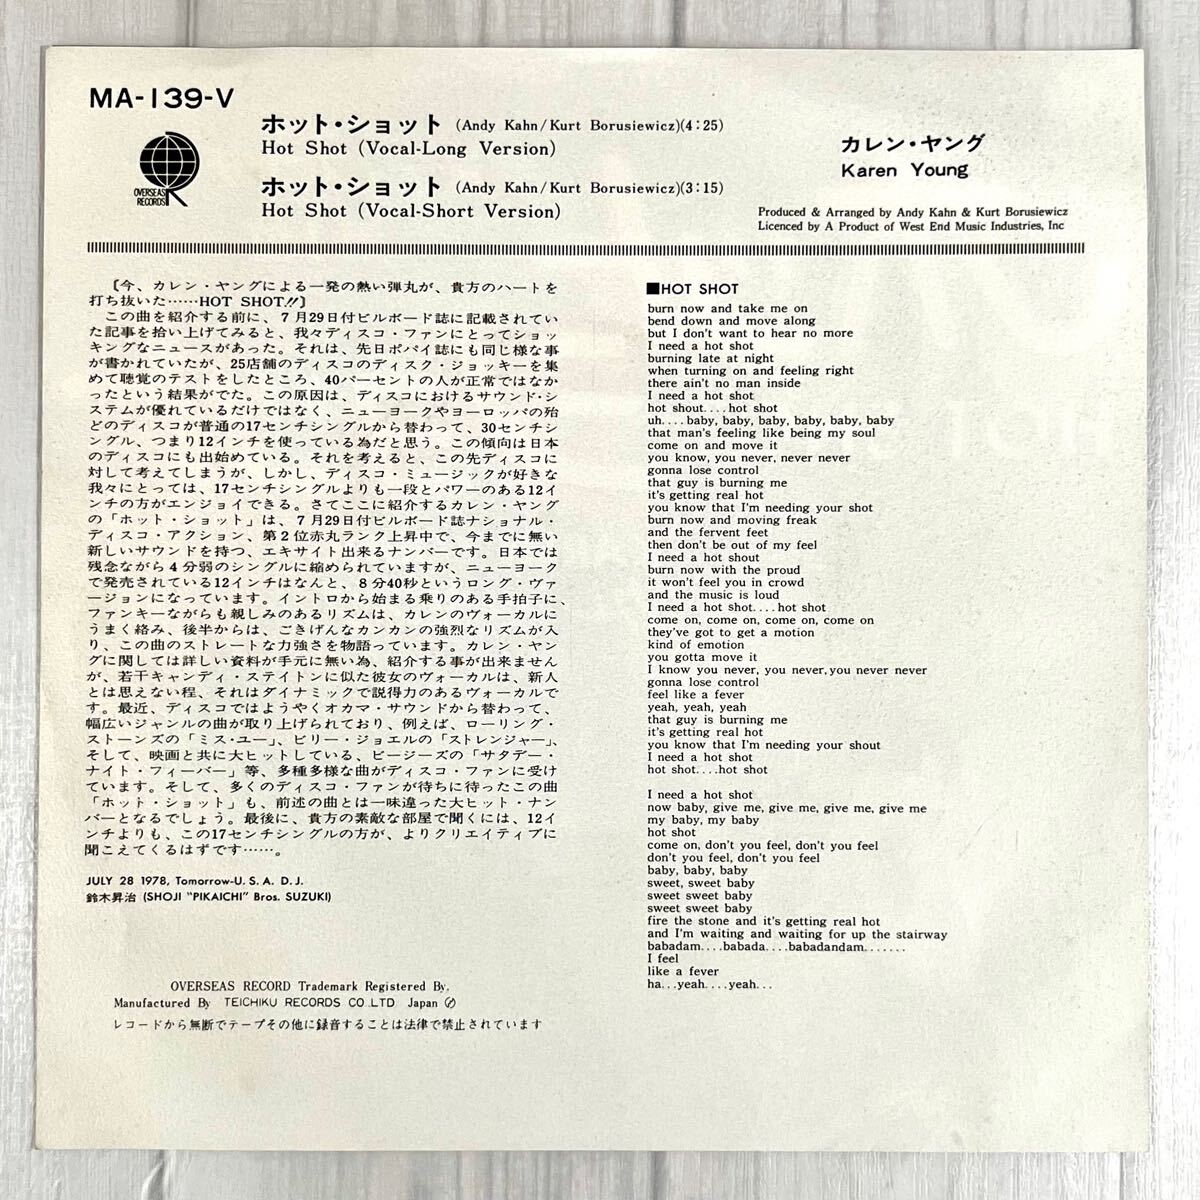 MA-139-V
OVERSEAS
RECORDS
ホット・ショット (Andy Kahn/Kurt Borusiewicz)(4:25)
Hot Shot (Vocal-Long Version)
ホット・ショット (Andy Kahn/Kurt Borusiewicz)(3:15)
Hot Shot (Vocal-Short Version)
カレン・ヤング
Karen Young
Produced & Arranged by Andy Kahn & Kurt Borusiewicz
Licenced by A Product of West End Music Industries, Inc
〔今、カレン・ヤングによる一発の熱い弾丸が、貴方のハートを
打ち抜いた……HOT SHOT!!〕
この曲を紹介する前に、7月29日付ビルボード誌に記載されてい
た記事を拾い上げてみると、我々ディスコ・ファンにとってショッ
キングなニュースがあった。それは、先日ポパイ誌にも同じ様な事
が書かれていたが、25店舗のディスコのディスク・ジョッキーを集
めて聴覚のテストをしたところ、40パーセントの人が正常ではなか
ったという結果がでた。この原因は、ディスコにおけるサウンド・シ
ステムが優れているだけではなく、ニューヨークやヨーロッパの殆
どのディスコが普通の17センチシングルから替わって、30センチシ
ングル、つまり12インチを使っている為だと思う。この傾向は日本
のディスコにも出始めている。それを考えると、この先ディスコに
対して考えてしまうが、しかし、ディスコ・ミュージックが好きな
我々にとっては、17センチシングルよりも一段とパワーのある12イ
ンチの方がエンジョイできる。さてここに紹介するカレン・ヤング
の「ホット・ショット」は、7月29日付ビルボード誌ナショナル・
ディスコ・アクション、第2位赤丸ランク上昇中で、今までに無い
新しいサウンドを持つ、エキサイト出来るナンバーです。日本では
残念ながら4分弱のシングルに縮められていますが、ニューヨーク
で発売されている12インチはなんと、8分40秒というロング・ヴァ
ージョンになっています。イントロから始まる乗りのある手拍子に、
ファンキーながらも親しみのあるリズムは、カレンのヴォーカルに
うまく絡み、後半からは、ごきげんなカンカンの強烈なリズムが入
り、この曲のストレートな力強さを物語っています。カレン・ヤン
グに関しては詳しい資料が手元に無い為、紹介する事が出来ません
が、若干キャンディ・ステイトンに似た彼女のヴォーカルは、新人
とは思えない程、それはダイナミックで説得力のあるヴォーカルで
す。最近、ディスコではようやくオカマ・サウンドから替わって、
幅広いジャンルの曲が取り上げられており、例えば、ローリング・
ストーンズの「ミス・ユー」、ビリー・ジョエルの「ストレンジャー」、
そして、映画と共に大ヒットしている、ビージーズの「サタデー・
ナイト・フィーバー」等、多種多様な曲がディスコ・ファンに受け
ています。そして、多くのディスコ・ファンが待ちに待ったこの曲
「ホット・ショット」も、前述の曲とは一味違った大ヒット・ナン
バーとなるでしょう。最後に、貴方の素敵な部屋で聞くには、12イ
ンチよりも、この17センチシングルの方が、よりクリエイティブに
聞こえてくるはずです……。
JULY 28 1978, Tomorrow-U.S.A. D.J.
鈴木昇治 (SHOJI "PIKAICHI" Bros. SUZUKI)
OVERSEAS RECORD Trademark Registered By.
Manufactured By TEICHIKU RECORDS CO.LTD Japan Ⓟ
レコードから無断でテープその他に録音することは法律で禁止されています
■HOT SHOT
burn now and take me on
bend down and move along
but I don't want to hear no more
I need a hot shot
burning late at night
when turning on and feeling right
there ain't no man inside
I need a hot shot
hot shout....hot shot
uh....baby, baby, baby, baby, baby, baby
that man's feeling like being my soul
come on and move it
you know, you never, never never
gonna lose control
that guy is burning me
it's getting real hot
you know that I'm needing your shot
burn now and moving freak
and the fervent feet
then don't be out of my feel
I need a hot shout
burn now with the proud
it won't feel you in crowd
and the music is loud
I need a hot shot....hot shot
come on, come on, come on, come on
they've got to get a motion
kind of emotion
you gotta move it
I know you never, you never, you never never
gonna lose control
feel like a fever
yeah, yeah, yeah
that guy is burning me
it's getting real hot
you know that I'm needing your shout
I need a hot shot
hot shot....hot shot
I need a hot shot
now baby, give me, give me, give me, give me
my baby, my baby
hot shot
come on, don't you feel, don't you feel
don't you feel, don't you feel
baby, baby, baby
sweet, sweet baby
sweet sweet baby
sweet sweet baby
fire the stone and it's getting real hot
and I'm waiting and waiting for up the stairway
babadam....babada....babadandam.......
I feel
like a fever
ha...yeah....yeah...